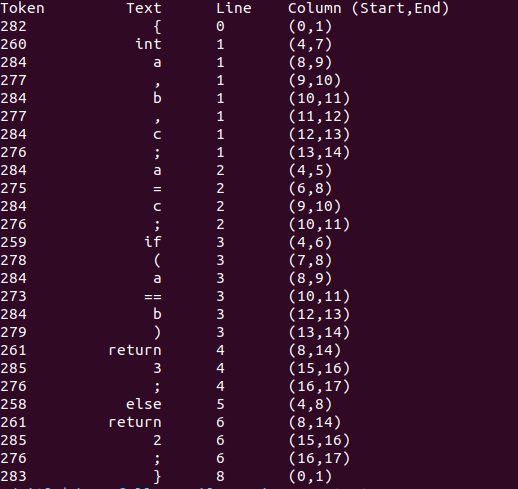 Token Text Line Column (Start,End)
282 { 0 (0,1)
260 int 1 (4,7)
284 a 1 (8,9)
277 , 1 (9,10)
284 b 1 (10,11)
277 , 1 (11,12)
284 c 1 (12,13)
276 ; 1 (13,14)
284 a 2 (4,5)
275 = 2 (6,8)
284 c 2 (9,10)
276 ; 2 (10,11)
259 if 3 (4,6)
278 ( 3 (7,8)
284 a 3 (8,9)
273 == 3 (10,11)
284 b 3 (12,13)
279 ) 3 (13,14)
261 return 4 (8,14)
285 3 4 (15,16)
276 ; 4 (16,17)
258 else 5 (4,8)
261 return 6 (8,14)
285 2 6 (15,16)
276 ; 6 (16,17)
283 } 8 (0,1)